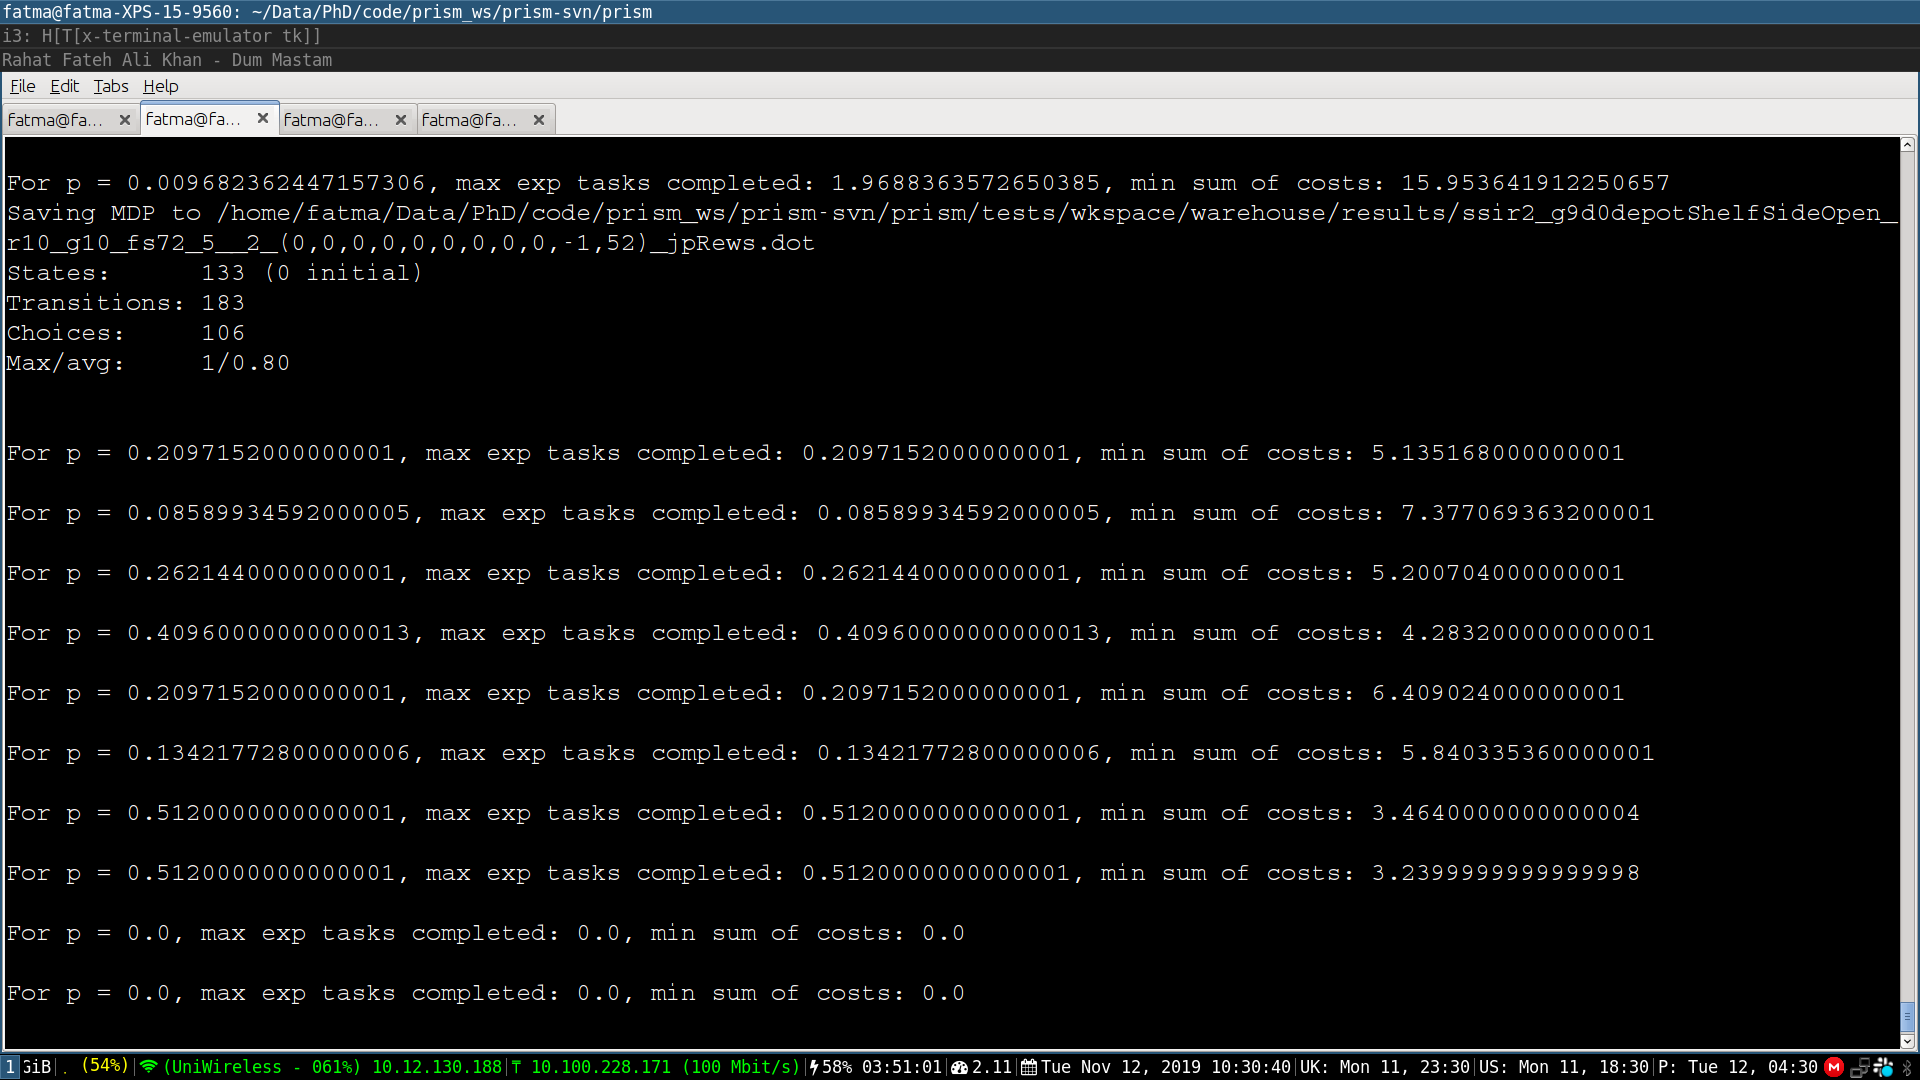 fatma@fatma-XPS-15-9560: ~/Data/PhD/code/prism_ws/prism-svn/prism
i3: H[T[x-terminal-emulator tk]]
Rahat Fateh Ali Khan - Dum Mastam
File Edit Tabs Help
fatma@fa... × fatma@fa... × fatma@fa... × fatma@fa... ×
For p = 0.009682362447157306, max exp tasks completed: 1.9688363572650385, min sum of costs: 15.953641912250657
Saving MDP to /home/fatma/Data/PhD/code/prism_ws/prism-svn/prism/tests/wkspace/warehouse/results/ssir2_g9d0depotShelfSideOpen_
r10_g10_fs72_5__2_(0,0,0,0,0,0,0,0,0,-1,52)_jpRews.dot
States:      133 (0 initial)
Transitions: 183
Choices:     106
Max/avg:     1/0.80
For p = 0.2097152000000001, max exp tasks completed: 0.2097152000000001, min sum of costs: 5.135168000000001
For p = 0.08589934592000005, max exp tasks completed: 0.08589934592000005, min sum of costs: 7.377069363200001
For p = 0.2621440000000001, max exp tasks completed: 0.2621440000000001, min sum of costs: 5.200704000000001
For p = 0.40960000000000013, max exp tasks completed: 0.40960000000000013, min sum of costs: 4.283200000000001
For p = 0.2097152000000001, max exp tasks completed: 0.2097152000000001, min sum of costs: 6.409024000000001
For p = 0.13421772800000006, max exp tasks completed: 0.13421772800000006, min sum of costs: 5.840335360000001
For p = 0.5120000000000001, max exp tasks completed: 0.5120000000000001, min sum of costs: 3.4640000000000004
For p = 0.5120000000000001, max exp tasks completed: 0.5120000000000001, min sum of costs: 3.2399999999999998
For p = 0.0, max exp tasks completed: 0.0, min sum of costs: 0.0
For p = 0.0, max exp tasks completed: 0.0, min sum of costs: 0.0
1 GiB|. (54%)| (UniWireless - 061%) 10.12.130.188| 10.100.228.171 (100 Mbit/s)| 58% 03:51:01| 2.11| Tue Nov 12, 2019 10:30:40|UK: Mon 11, 23:30|US: Mon 11, 18:30|P: Tue 12, 04:30 M